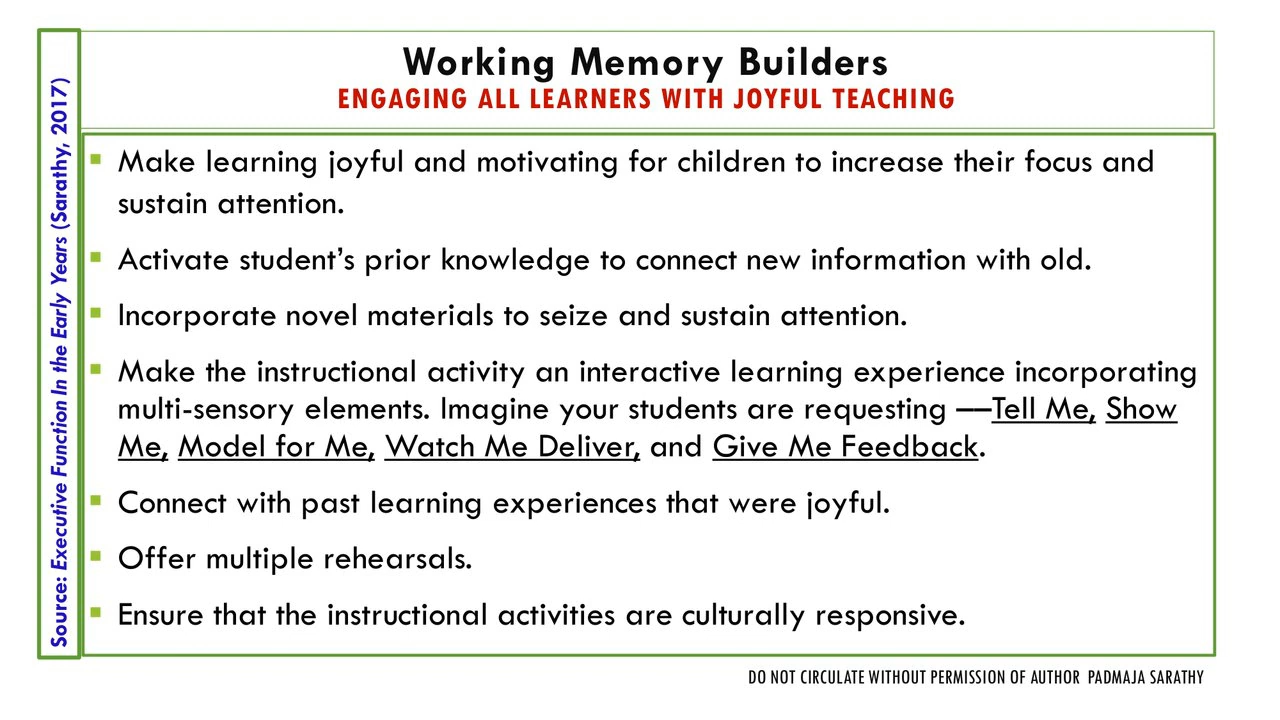 Working Memory Builders
ENGAGING ALL LEARNERS WITH JOYFUL TEACHING
Source: Executive Function In the Early Years (Sarathy, 2017)
▪ Make learning joyful and motivating for children to increase their focus and
sustain attention.
▪ Activate student’s prior knowledge to connect new information with old.
▪ Incorporate novel materials to seize and sustain attention.
▪ Make the instructional activity an interactive learning experience incorporating
multi-sensory elements. Imagine your students are requesting —–Tell Me, Show
Me, Model for Me, Watch Me Deliver, and Give Me Feedback.
▪ Connect with past learning experiences that were joyful.
▪ Offer multiple rehearsals.
▪ Ensure that the instructional activities are culturally responsive.
DO NOT CIRCULATE WITHOUT PERMISSION OF AUTHOR PADMAJA SARATHY